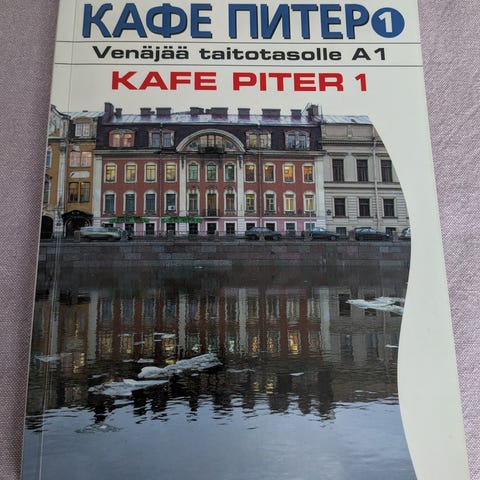 КАФЕ ПИТЕР 1
Venäjää taitotasolle A1
KAFE PITER 1